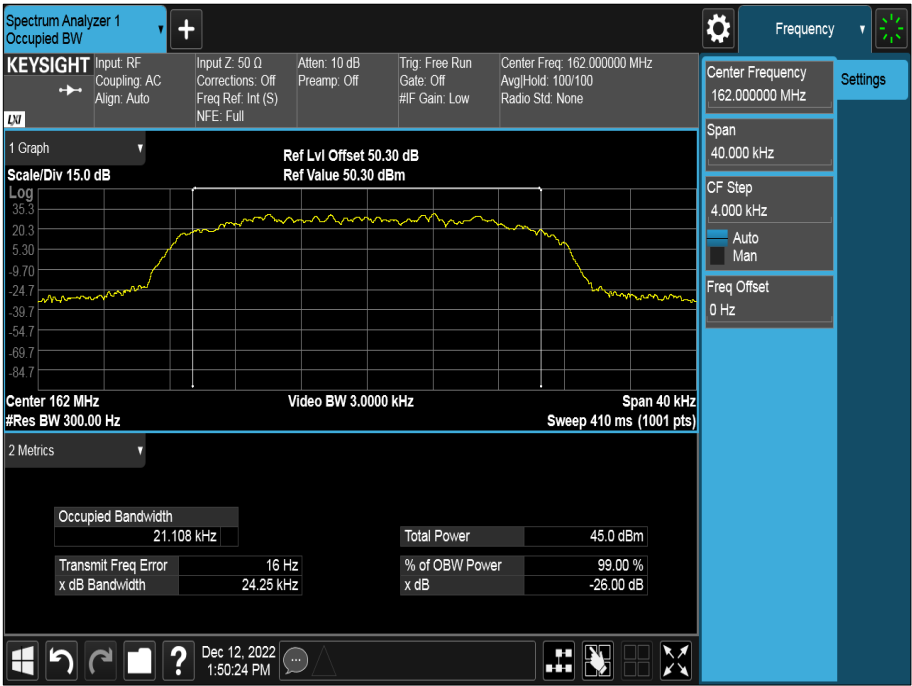 Spectrum Analyzer 1
Occupied BW
+
Frequency
KEYSIGHT
LXI
Input: RF
Coupling: AC
Align: Auto
Input Z: 50 Ω
Corrections: Off
Freq Ref: Int (S)
NFE: Full
Atten: 10 dB
Preamp: Off
Trig: Free Run
Gate: Off
#IF Gain: Low
Center Freq: 162.000000 MHz
Avg|Hold: 100/100
Radio Std: None
Center Frequency
162.000000 MHz
Settings
Span
40.000 kHz
CF Step
4.000 kHz
Auto
Man
Freq Offset
0 Hz
1 Graph
Scale/Div 15.0 dB
Ref Lvl Offset 50.30 dB
Ref Value 50.30 dBm
Log
35.3
20.3
5.30
-9.70
-24.7
-39.7
-54.7
-69.7
-84.7
Center 162 MHz
Video BW 3.0000 kHz
Span 40 kHz
#Res BW 300.00 Hz
Sweep 410 ms (1001 pts)
2 Metrics
Occupied Bandwidth
21.108 kHz
Total Power
45.0 dBm
Transmit Freq Error
16 Hz
% of OBW Power
99.00 %
x dB Bandwidth
24.25 kHz
x dB
-26.00 dB
?
Dec 12, 2022
1:50:24 PM